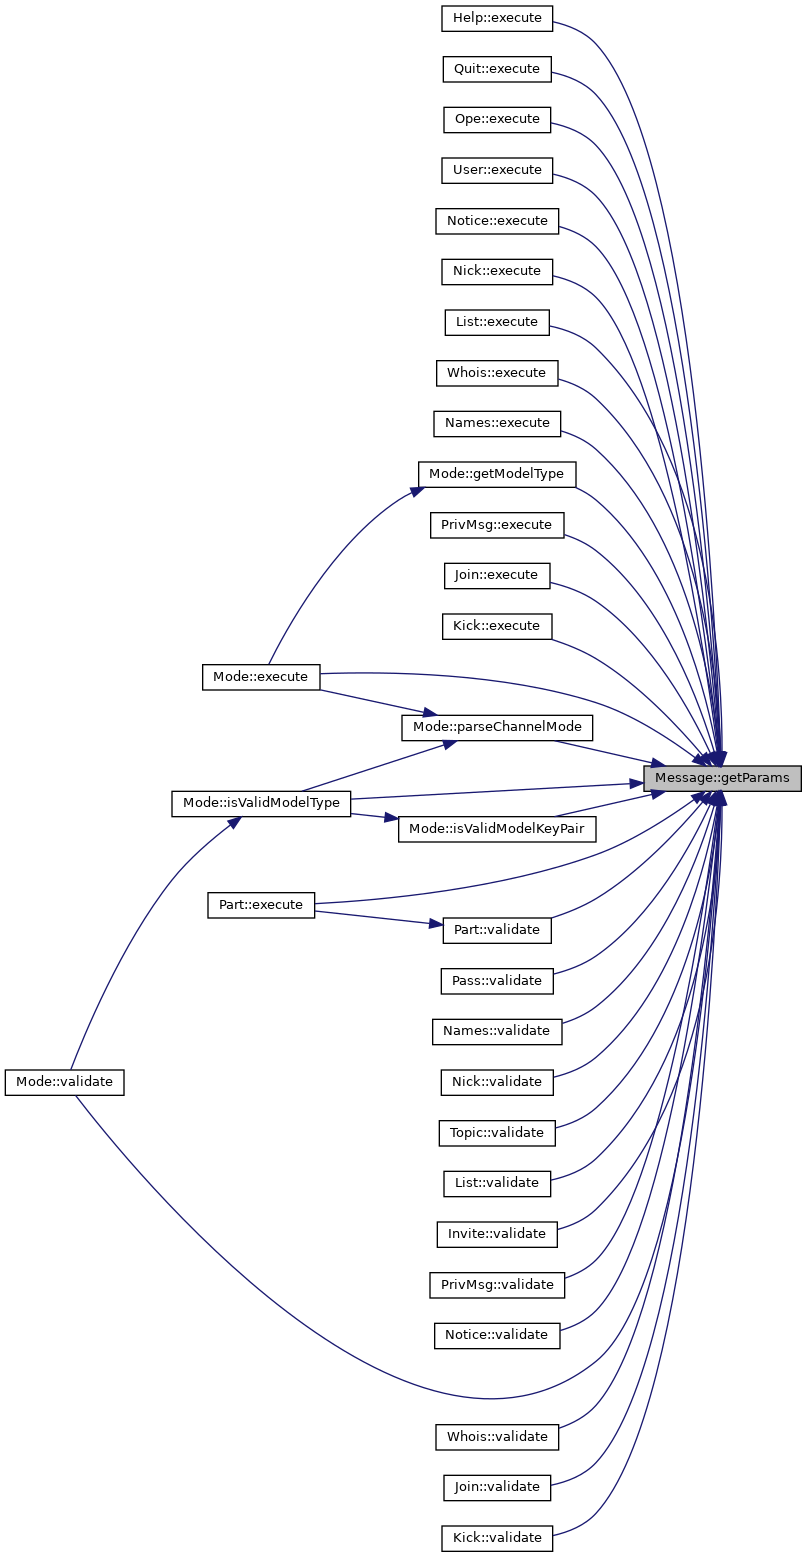 Help::execute
Quit::execute
Ope::execute
User::execute
Notice::execute
Nick::execute
List::execute
Whois::execute
Names::execute
Mode::getModelType
PrivMsg::execute
Join::execute
Kick::execute
Mode::execute
Mode::parseChannelMode
Message::getParams
Mode::isValidModelType
Mode::isValidModelKeyPair
Part::execute
Part::validate
Pass::validate
Names::validate
Mode::validate
Nick::validate
Topic::validate
List::validate
Invite::validate
PrivMsg::validate
Notice::validate
Whois::validate
Join::validate
Kick::validate